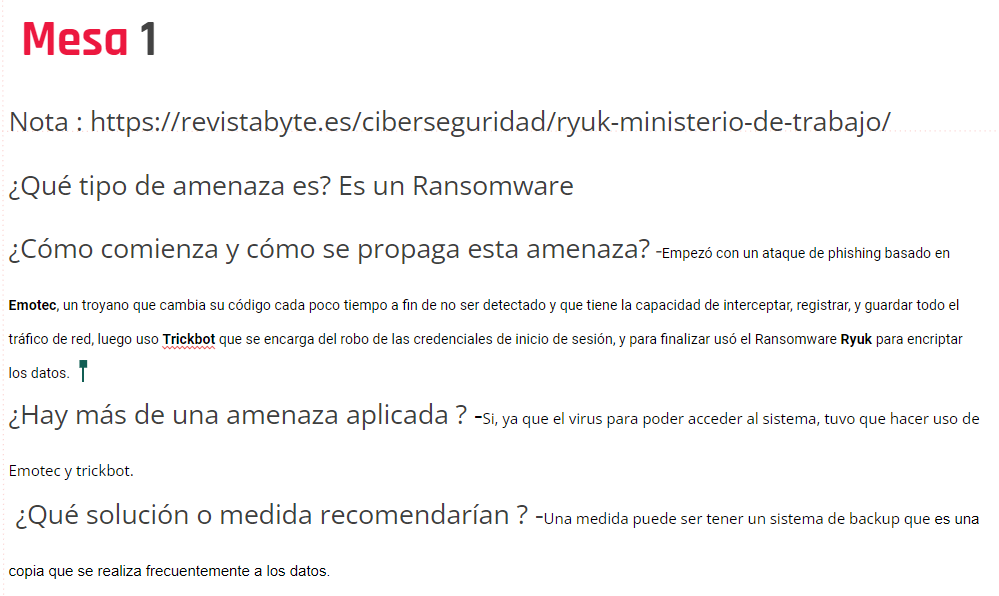 Mesa 1
Nota : https://revistabyte.es/ciberseguridad/ryuk-ministerio-de-trabajo/
¿Qué tipo de amenaza es? Es un Ransomware
¿Cómo comienza y cómo se propaga esta amenaza? -Empezó con un ataque de phishing basado en
Emotec, un troyano que cambia su código cada poco tiempo a fin de no ser detectado y que tiene la capacidad de interceptar, registrar, y guardar todo el
tráfico de red, luego uso Trickbot que se encarga del robo de las credenciales de inicio de sesión, y para finalizar usó el Ransomware Ryuk para encriptar
los datos.
¿Hay más de una amenaza aplicada ? -Si, ya que el virus para poder acceder al sistema, tuvo que hacer uso de
Emotec y trickbot.
¿Qué solución o medida recomendarían ? -Una medida puede ser tener un sistema de backup que es una
copia que se realiza frecuentemente a los datos.